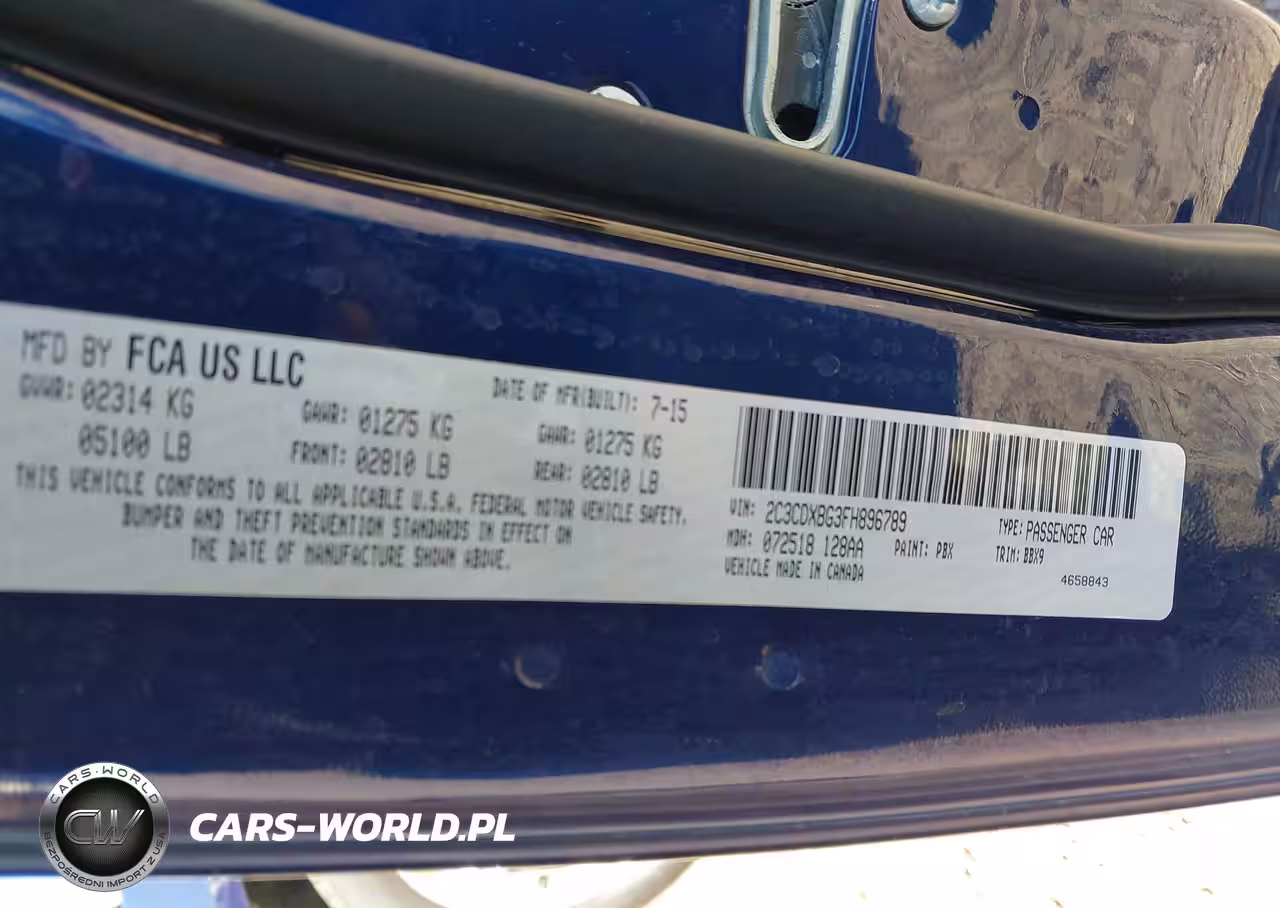 MFD BY FCA US LLC
DATE OF MFR(BUILT): 7-15
GVWR: 02314 KG
05100 LB
GAWR: 01275 KG
FRONT: 02810 LB
GAWR: 01275 KG
REAR: 02810 LB
THIS VEHICLE CONFORMS TO ALL APPLICABLE U.S.A. FEDERAL MOTOR VEHICLE SAFETY,
BUMPER AND THEFT PREVENTION STANDARDS IN EFFECT ON
THE DATE OF MANUFACTURE SHOWN ABOVE.
VIN: 2C3CDXBG3FH896789
TYPE: PASSENGER CAR
MDH: 072518 128AA
PAINT: PBX
TRIM: BBX9
VEHICLE MADE IN CANADA
4658843
CARS-WORLD
CW
BEZPOŚREDNI IMPORT Z USA
CARS-WORLD.PL